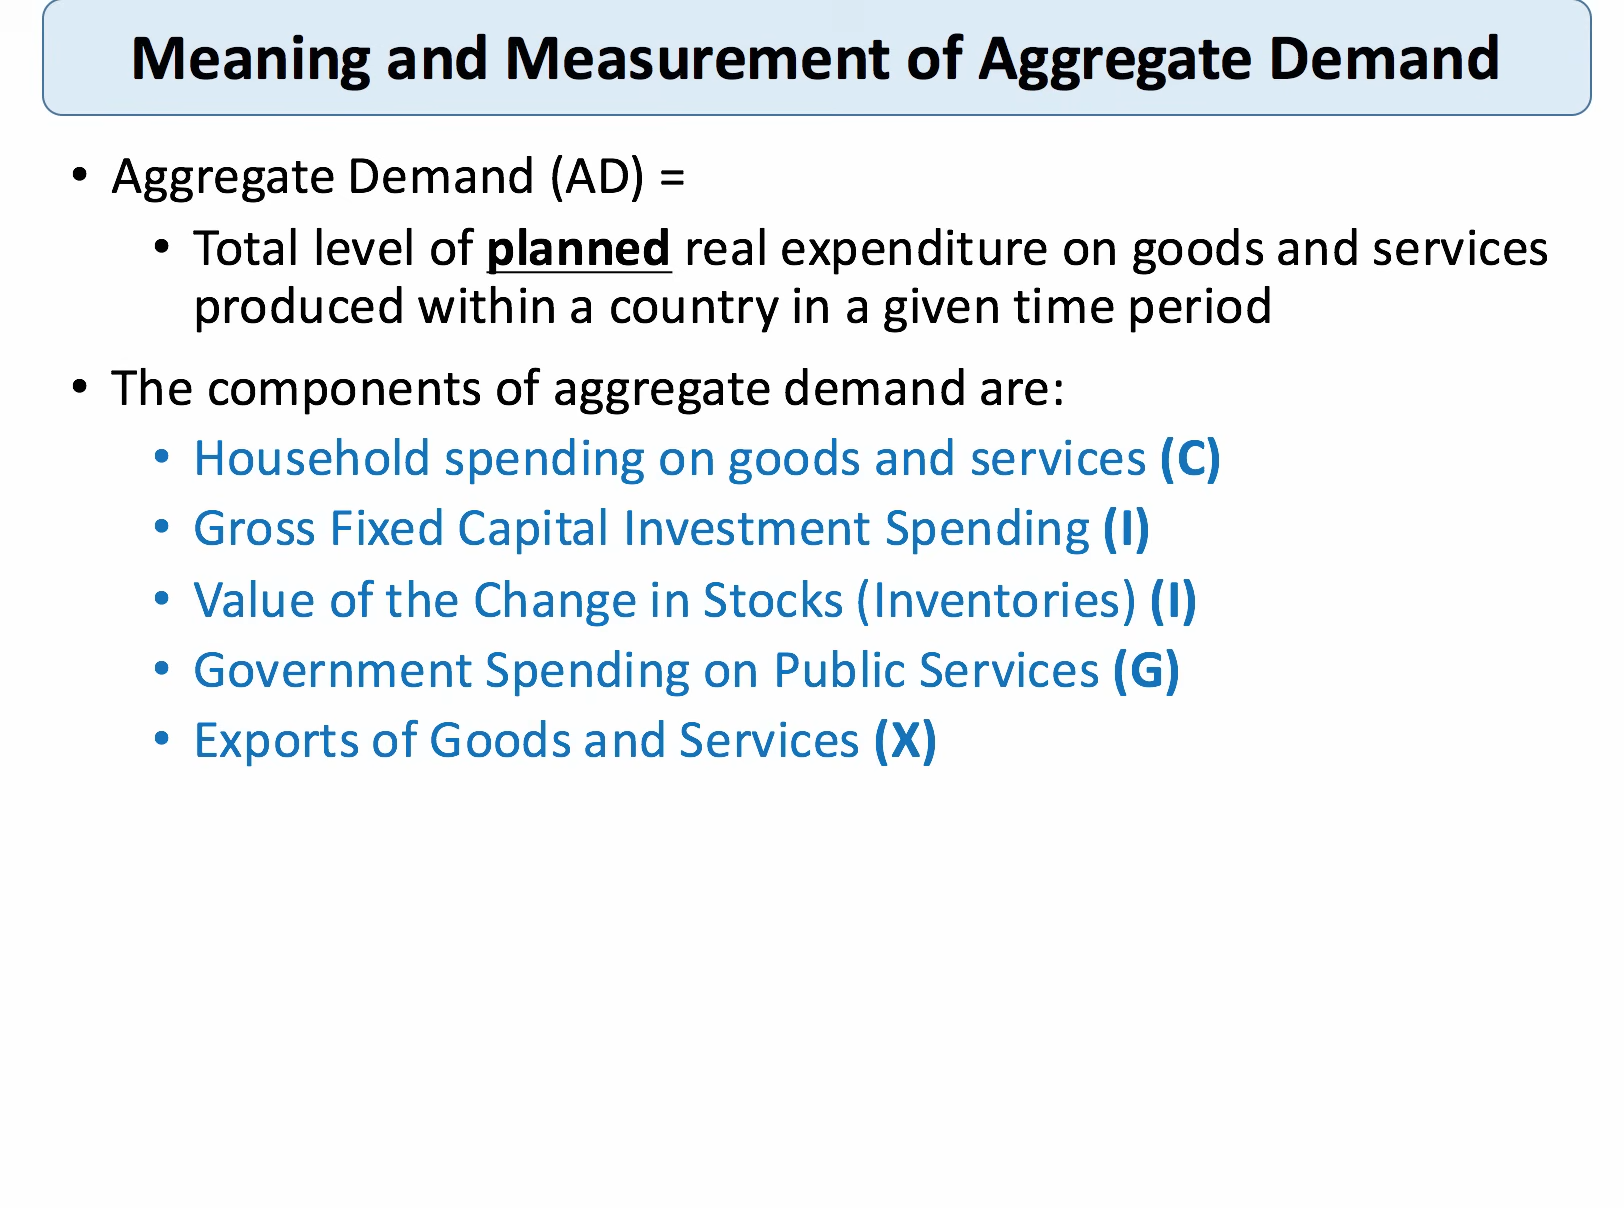 Meaning and Measurement of Aggregate Demand
• Aggregate Demand (AD) =
• Total level of planned real expenditure on goods and services
produced within a country in a given time period
• The components of aggregate demand are:
• Household spending on goods and services (C)
• Gross Fixed Capital Investment Spending (I)
• Value of the Change in Stocks (Inventories) (I)
• Government Spending on Public Services (G)
• Exports of Goods and Services (X)